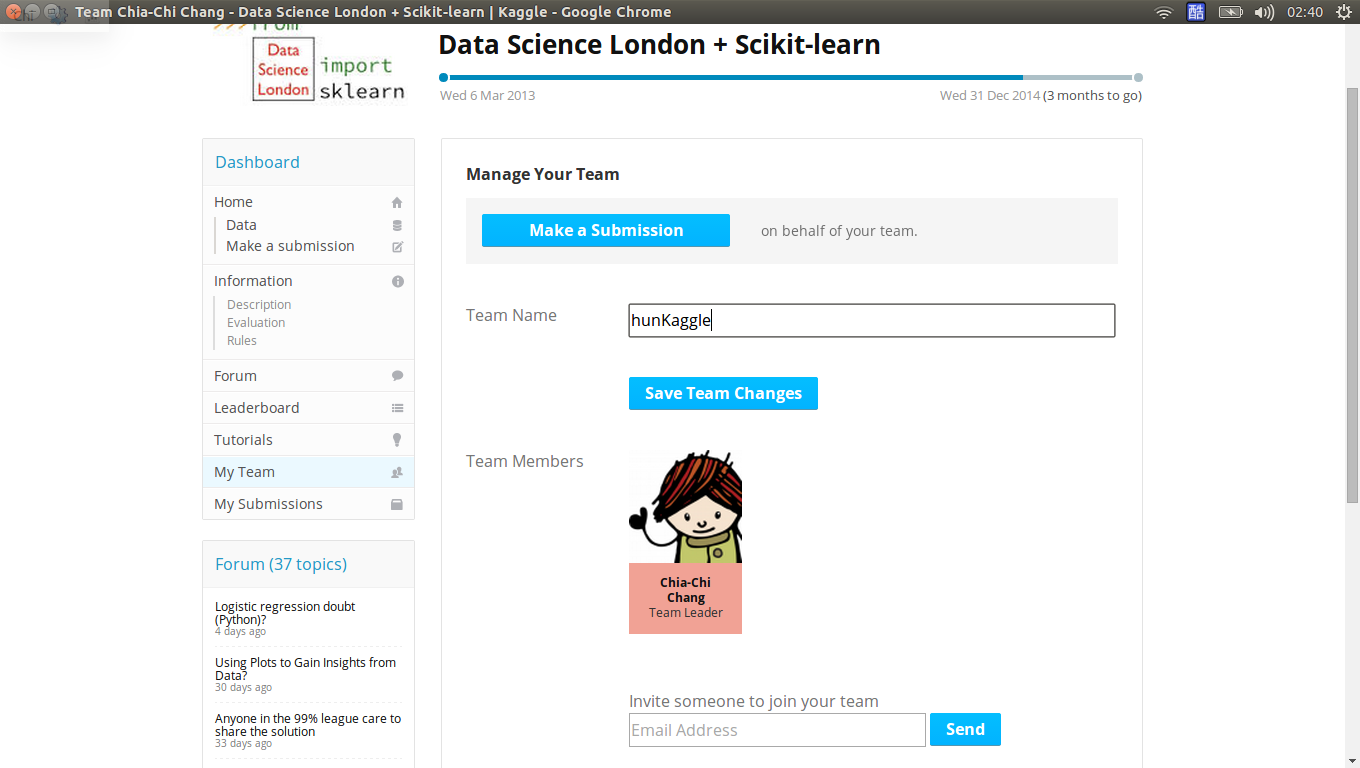 Team Chia-Chi Chang - Data Science London + Scikit-learn | Kaggle - Google Chrome
酷
02:40
>>>from
Data
Science
London
import
sklearn
Data Science London + Scikit-learn
Wed 6 Mar 2013
Wed 31 Dec 2014 (3 months to go)
Dashboard
Home
Data
Make a submission
Information
Description
Evaluation
Rules
Forum
Leaderboard
Tutorials
My Team
My Submissions
Forum (37 topics)
Logistic regression doubt
(Python)?
4 days ago
Using Plots to Gain Insights from
Data?
30 days ago
Anyone in the 99% league care to
share the solution
33 days ago
Manage Your Team
Make a Submission
on behalf of your team.
Team Name
hunKaggle
Save Team Changes
Team Members
Chia-Chi
Chang
Team Leader
Invite someone to join your team
Email Address
Send